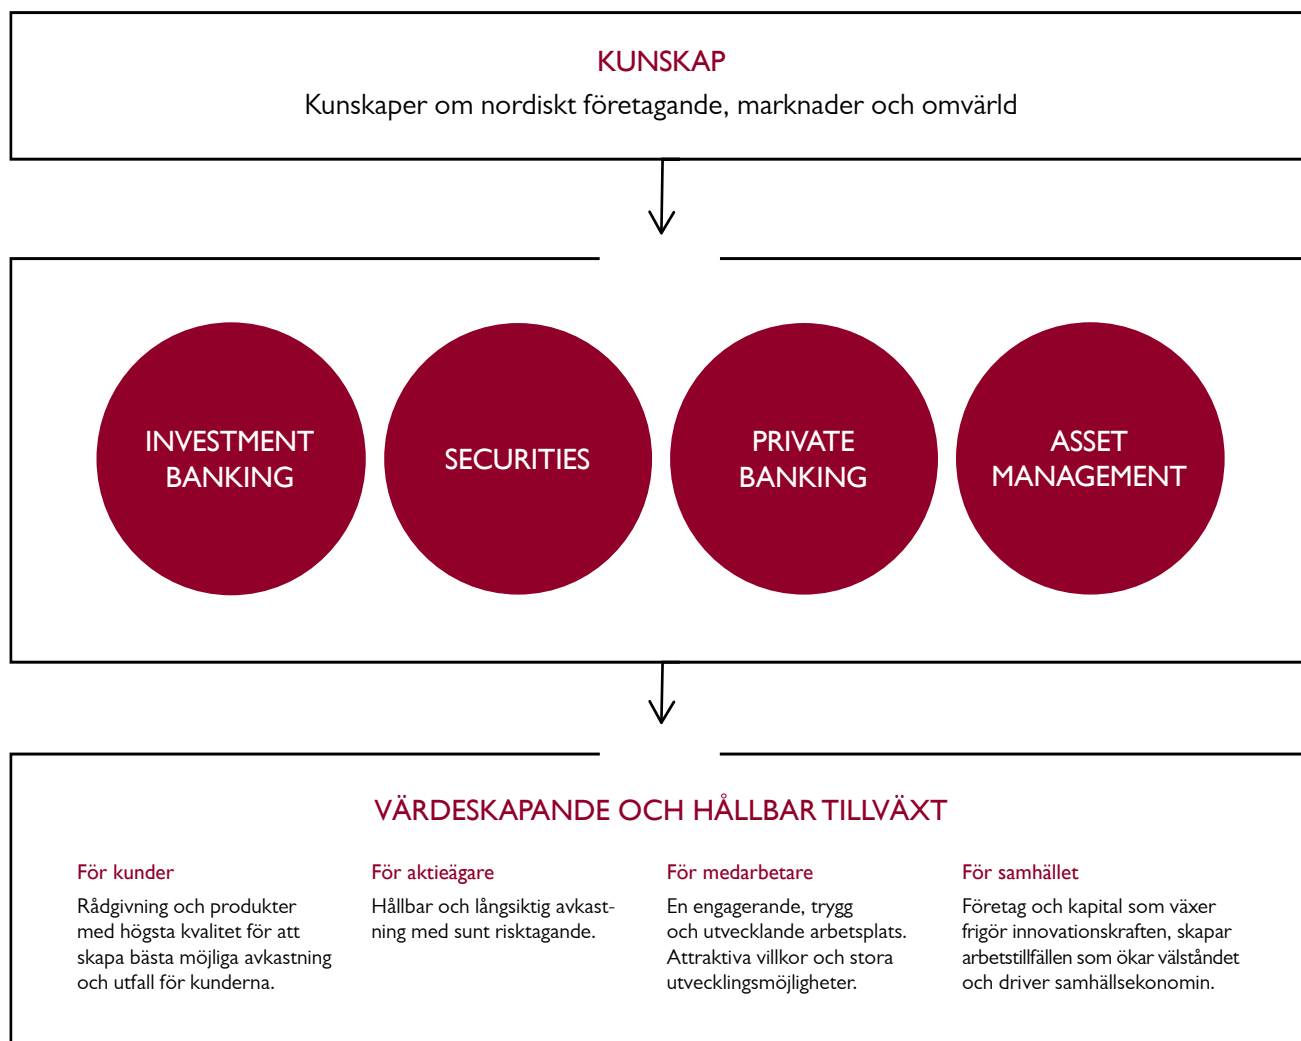 KUNSKAP
Kunskaper om nordiskt företagande, marknader och omvärld
INVESTMENT
BANKING
SECURITIES
PRIVATE
BANKING
ASSET
MANAGEMENT
VÄRDESKAPANDE OCH HÅLLBAR TILLVÄXT
För kunder
Rådgivning och produkter
med högsta kvalitet för att
skapa bästa möjliga avkastning
och utfall för kunderna.
För aktieägare
Hållbar och långsiktig avkast-
ning med sunt risktagande.
För medarbetare
En engagerande, trygg
och utvecklande arbetsplats.
Attraktiva villkor och stora
utvecklingsmöjligheter.
För samhället
Företag och kapital som växer
frigör innovationskraften, skapar
arbetstillfällen som ökar välståndet
och driver samhällsekonomin.